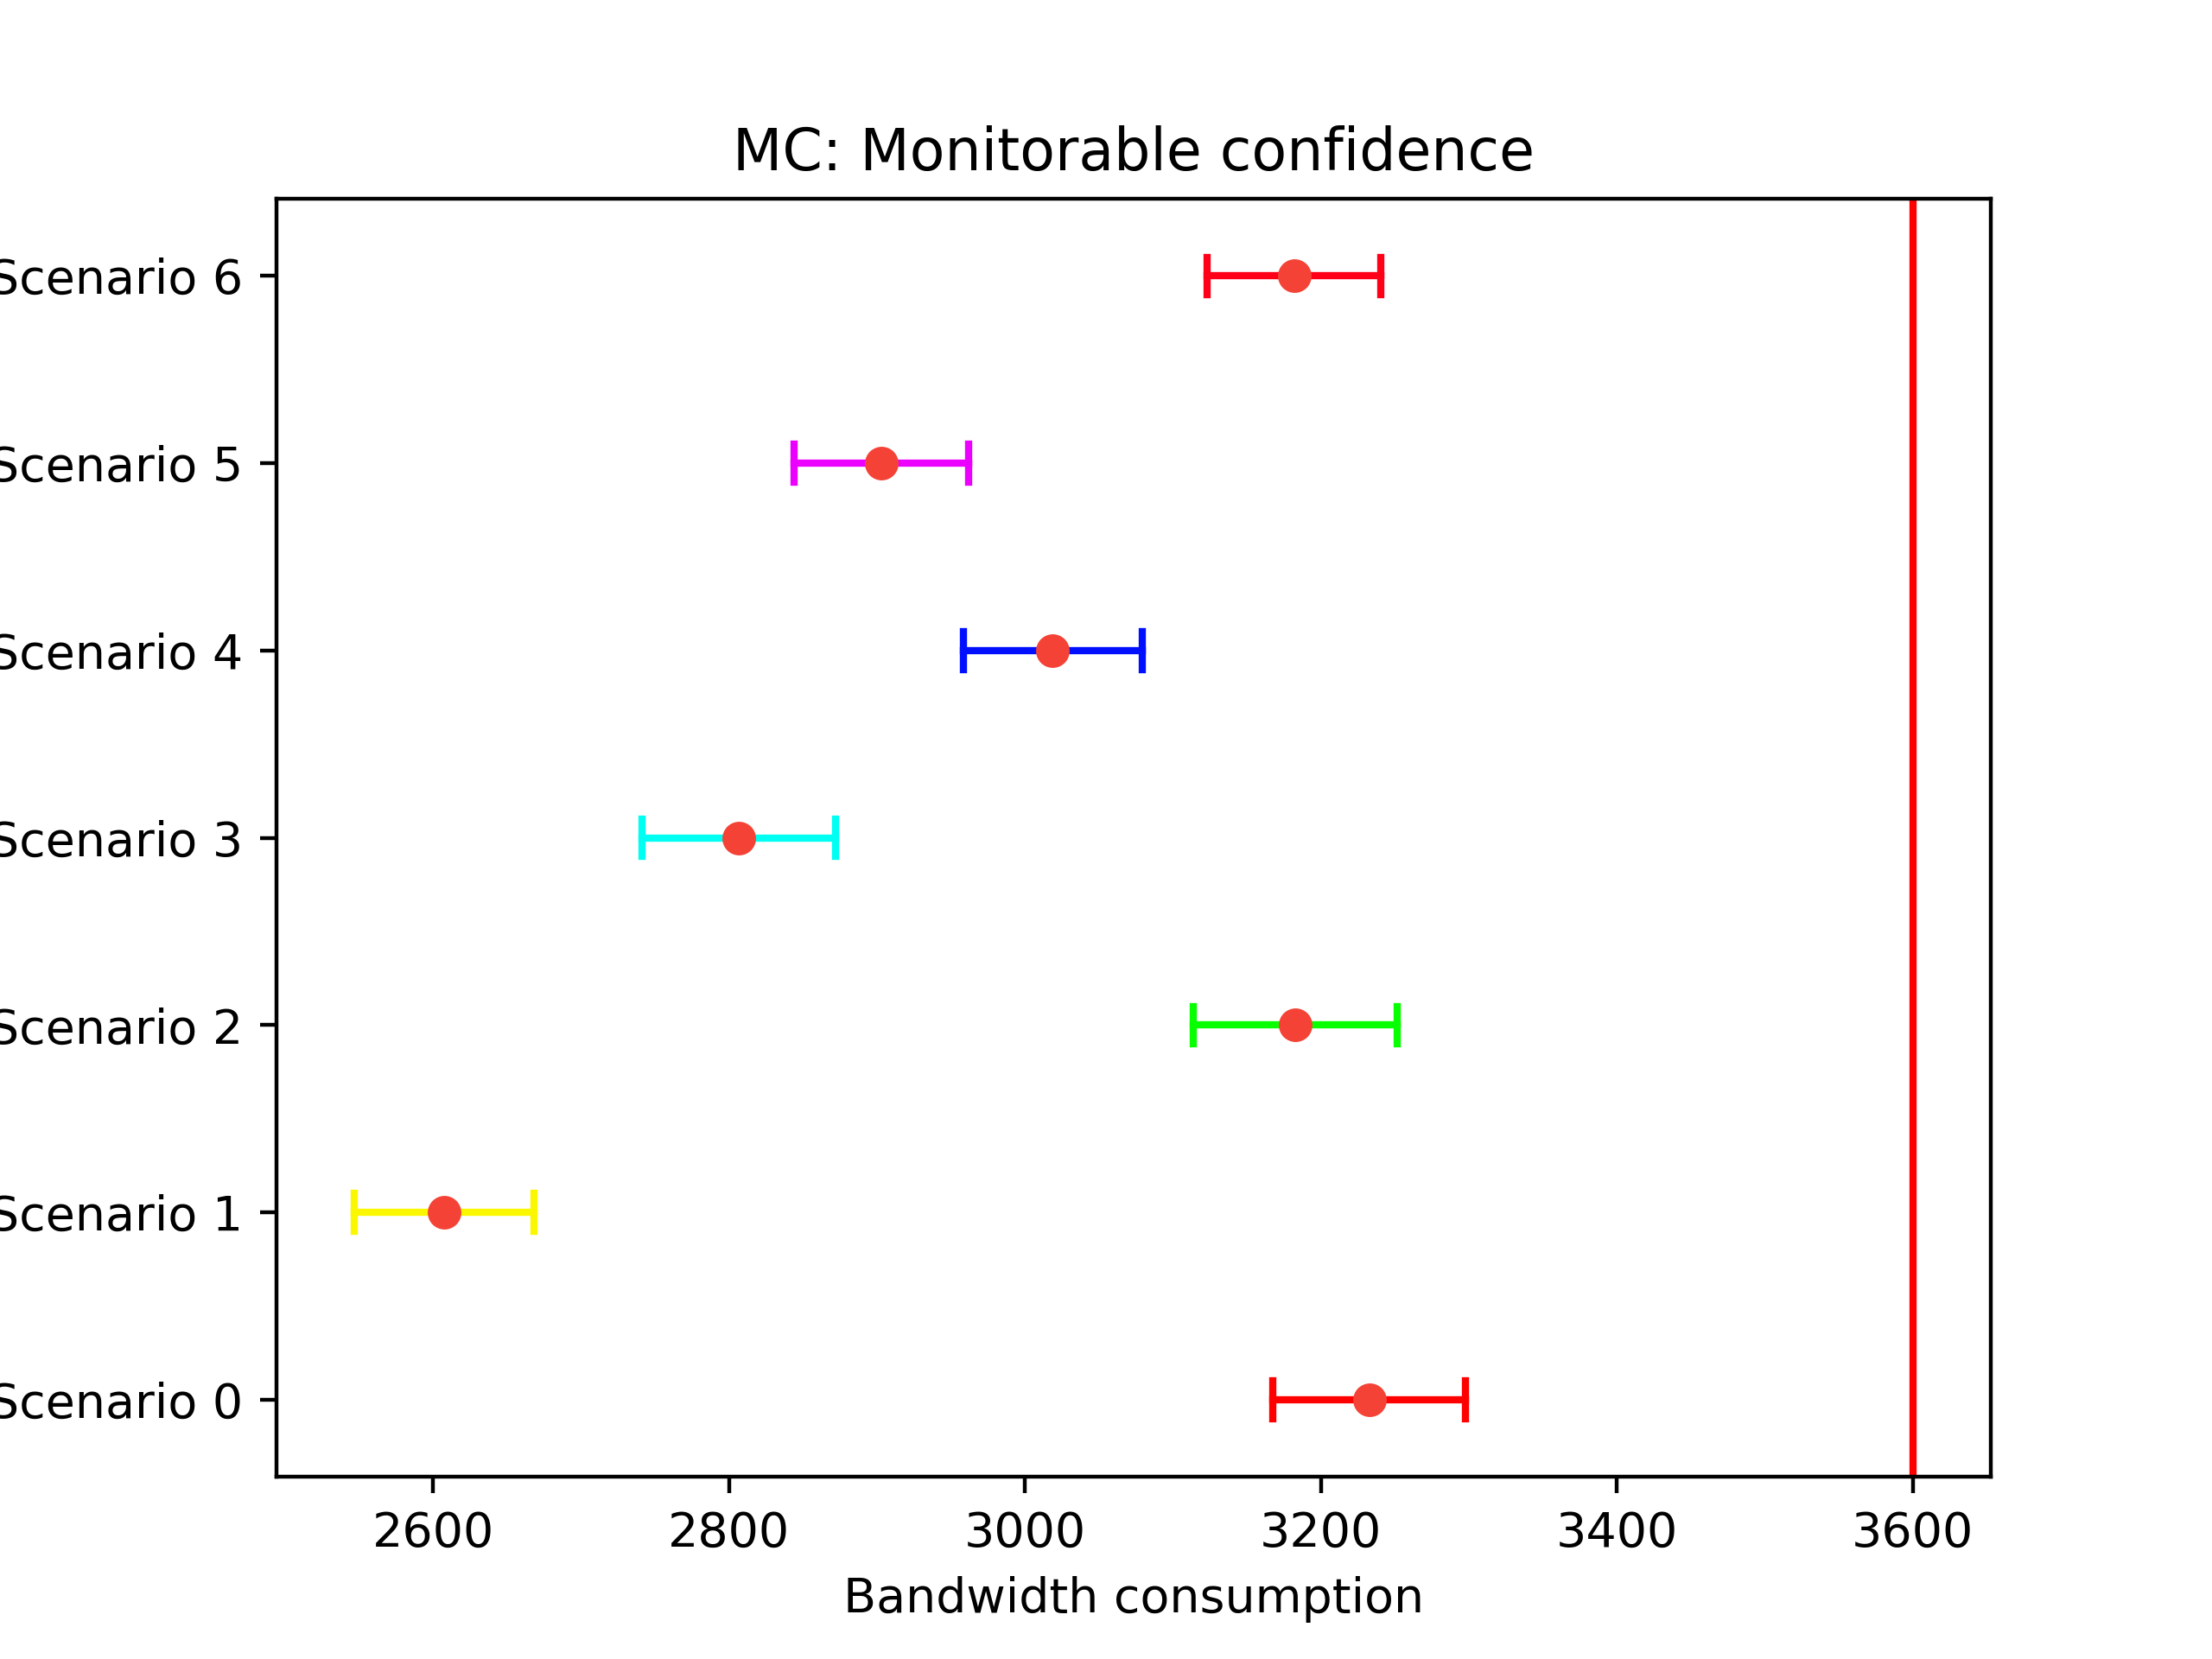 MC: Monitorable confidence
Scenario 6
Scenario 5
Scenario 4
Scenario 3
Scenario 2
Scenario 1
Scenario 0
2600 2800 3000 3200 3400 3600
Bandwidth consumption